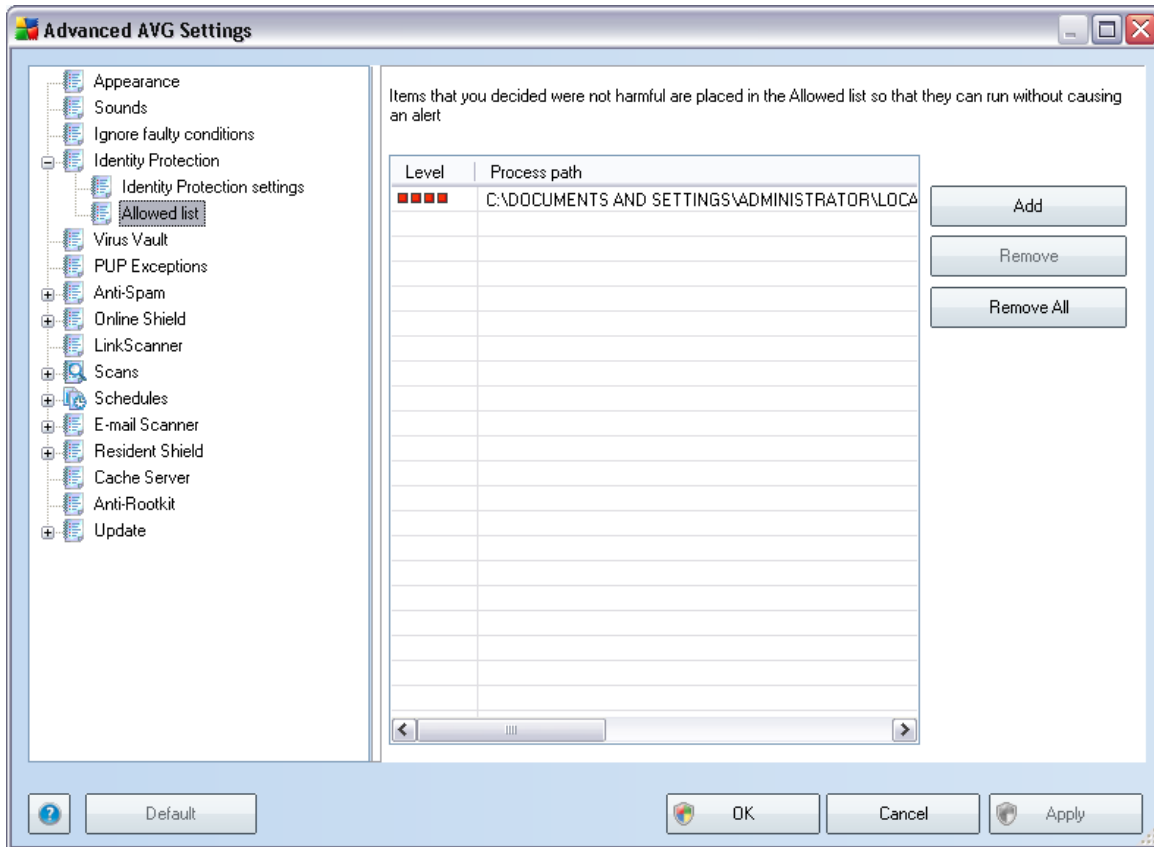 Advanced AVG Settings
Appearance
Sounds
Ignore faulty conditions
Identity Protection
Identity Protection settings
Allowed list
Virus Vault
PUP Exceptions
Anti-Spam
Online Shield
LinkScanner
Scans
Schedules
E-mail Scanner
Resident Shield
Cache Server
Anti-Rootkit
Update
Items that you decided were not harmful are placed in the Allowed list so that they can run without causing
an alert
Level Process path
C:\DOCUMENTS AND SETTINGS\ADMINISTRATOR\LOCA
Add
Remove
Remove All
? Default OK Cancel Apply